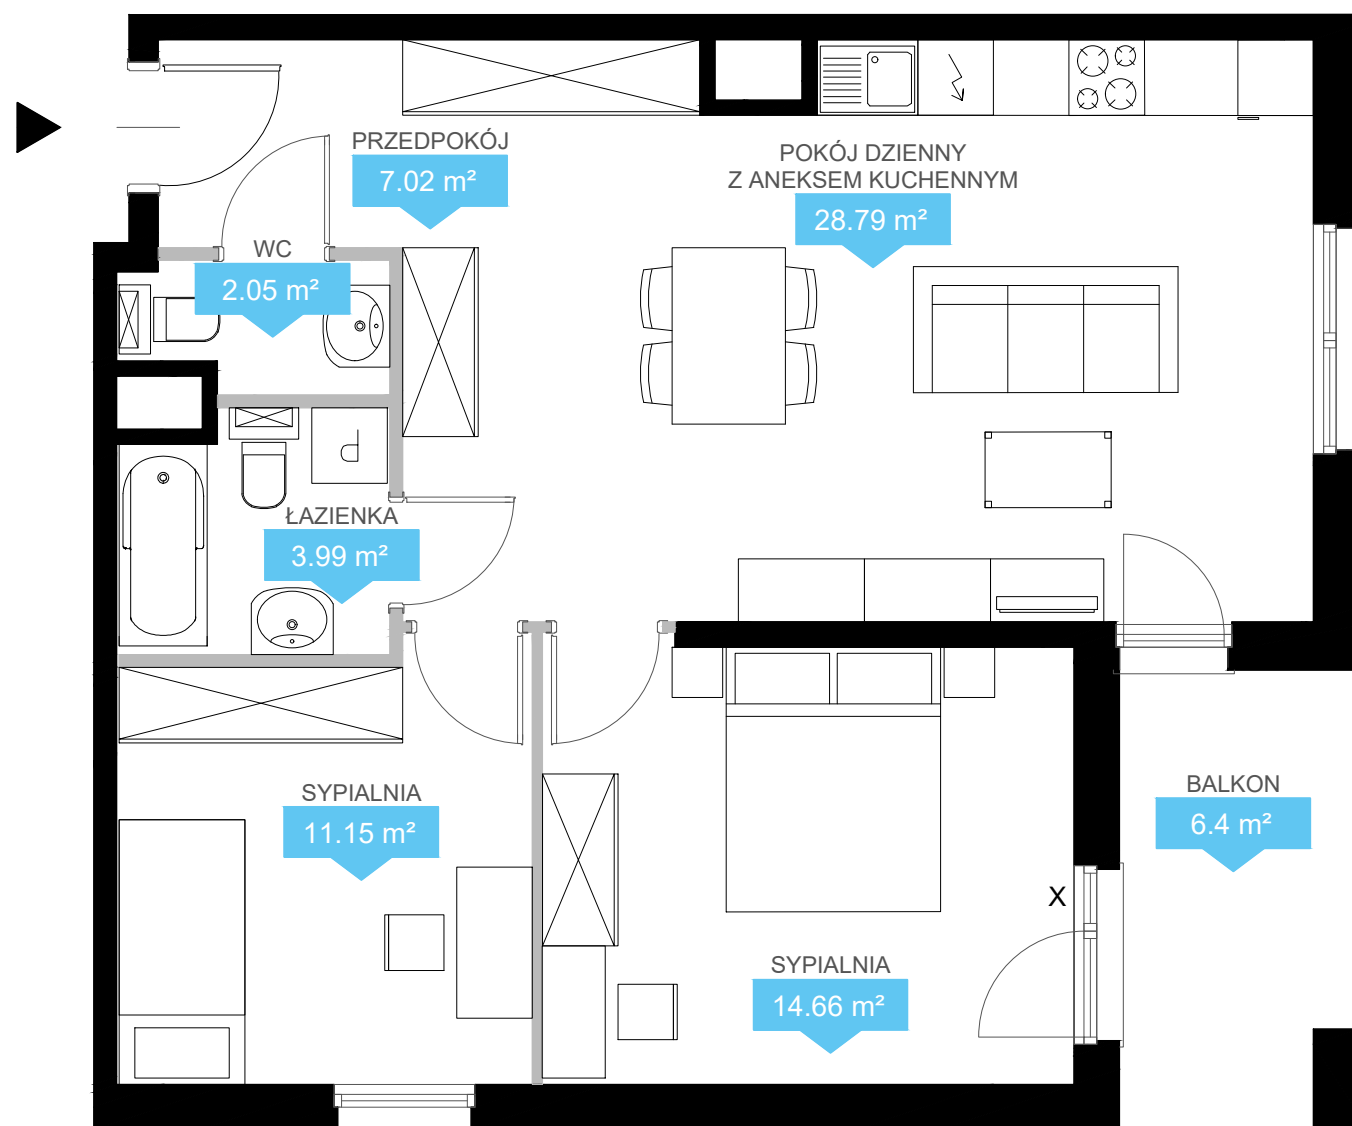 PRZEDPOKÓJ
7.02 m²
POKÓJ DZIENNY
Z ANEKSEM KUCHENNYM
28.79 m²
WC
2.05 m²
ŁAZIENKA
3.99 m²
SYPIALNIA
11.15 m²
BALKON
6.4 m²
X
SYPIALNIA
14.66 m²